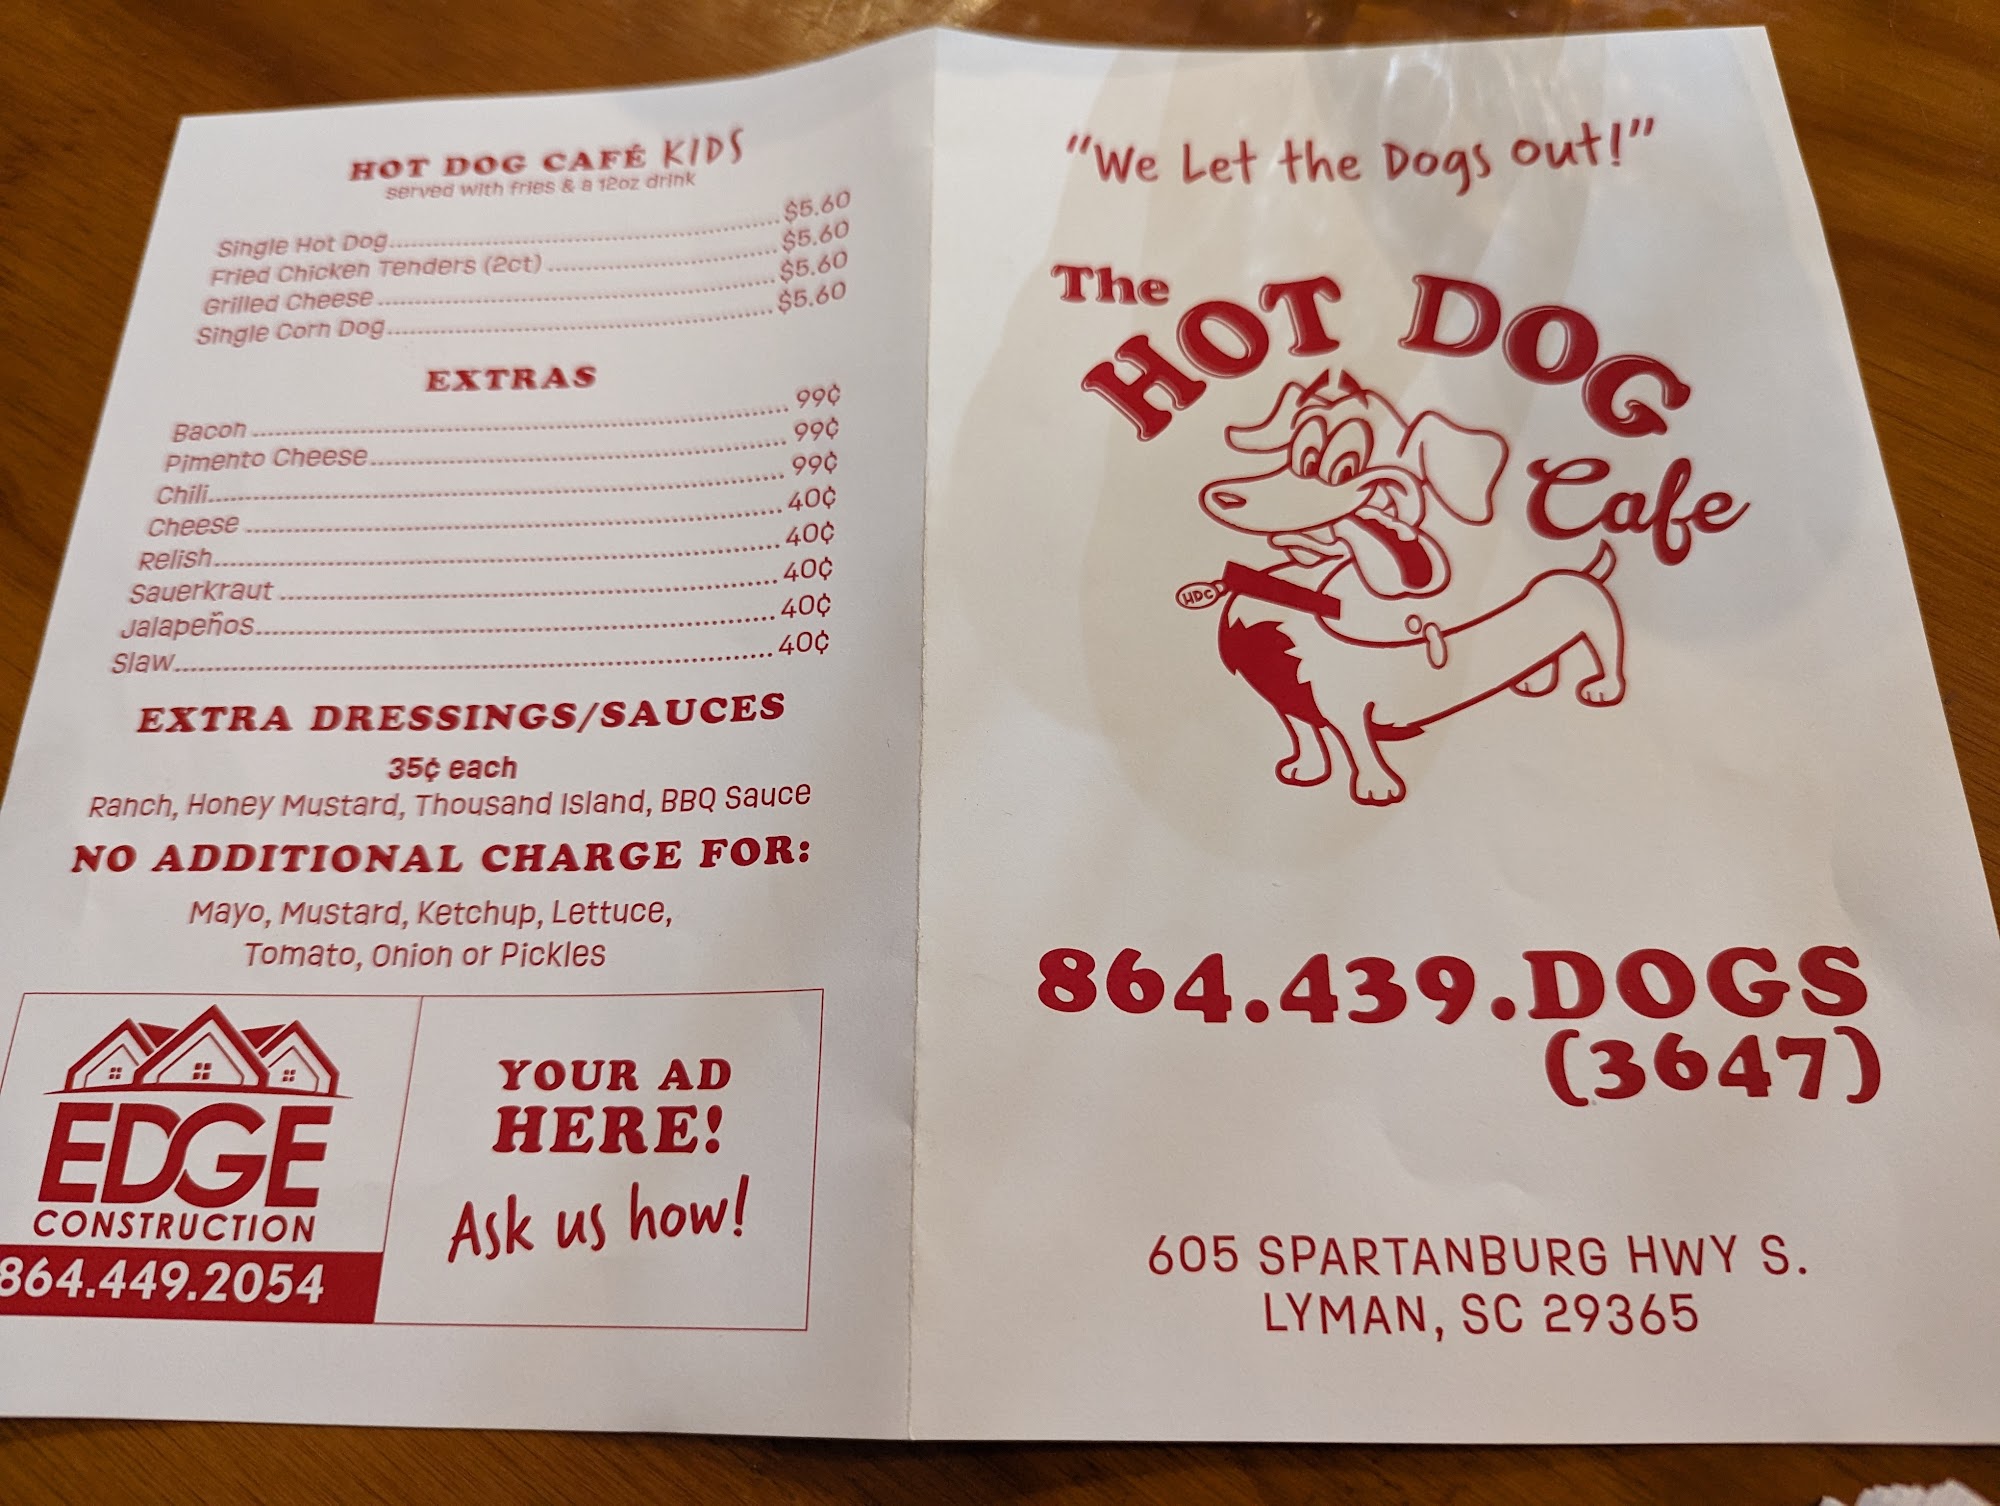 HOT DOG CAFÉ KIDS
served with fries & a 12oz drink
Single Hot Dog........$5.60
Fried Chicken Tenders (2ct)........$5.60
Grilled Cheese........$5.60
Single Corn Dog........$5.60
EXTRAS
Bacon........99¢
Pimento Cheese........99¢
Chili........99¢
Cheese........40¢
Relish........40¢
Sauerkraut........40¢
Jalapeños........40¢
Slaw........40¢
EXTRA DRESSINGS/SAUCES
35¢ each
Ranch, Honey Mustard, Thousand Island, BBQ Sauce
NO ADDITIONAL CHARGE FOR:
Mayo, Mustard, Ketchup, Lettuce,
Tomato, Onion or Pickles
EDGE
CONSTRUCTION
864.449.2054
YOUR AD
HERE!
Ask us how!
"We Let the Dogs Out!"
The
HOT DOG
Cafe
HDC
864.439.DOGS
(3647)
605 SPARTANBURG HWY S.
LYMAN, SC 29365